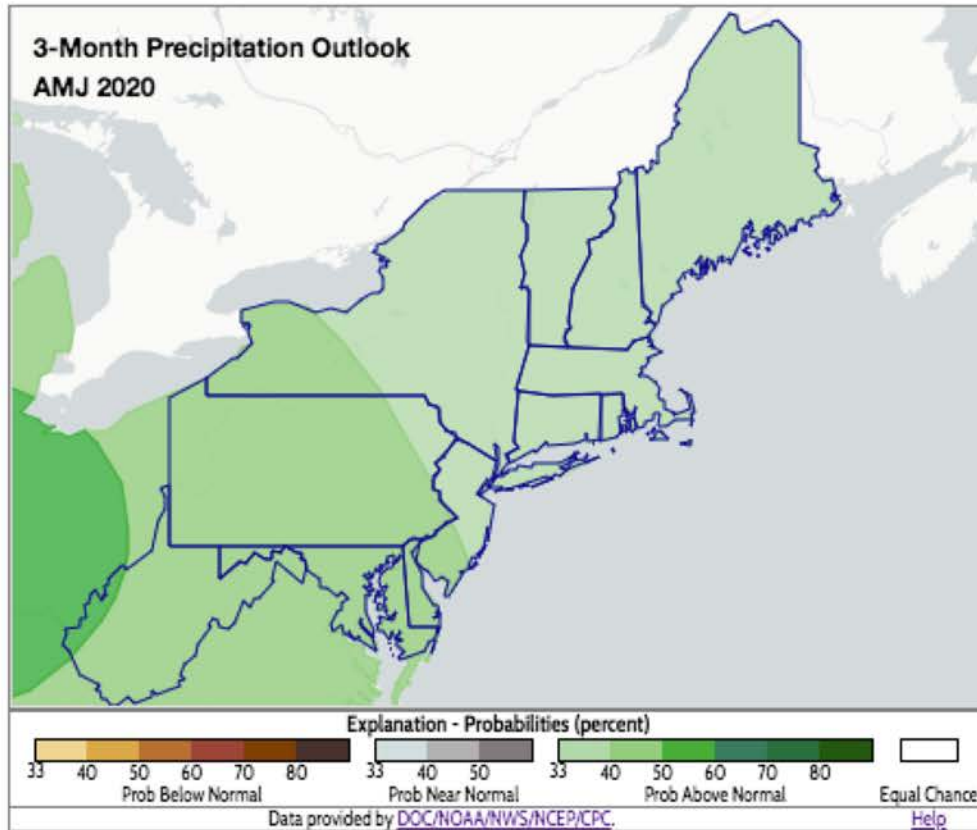 3-Month Precipitation Outlook
AMJ 2020
Explanation - Probabilities (percent)
33 40 50 60 70 80 33 40 50 33 40 50 60 70 80
Prob Below Normal Prob Near Normal Prob Above Normal Equal Chance
Data provided by DOC/NOAA/NWS/NCEP/CPC. Help